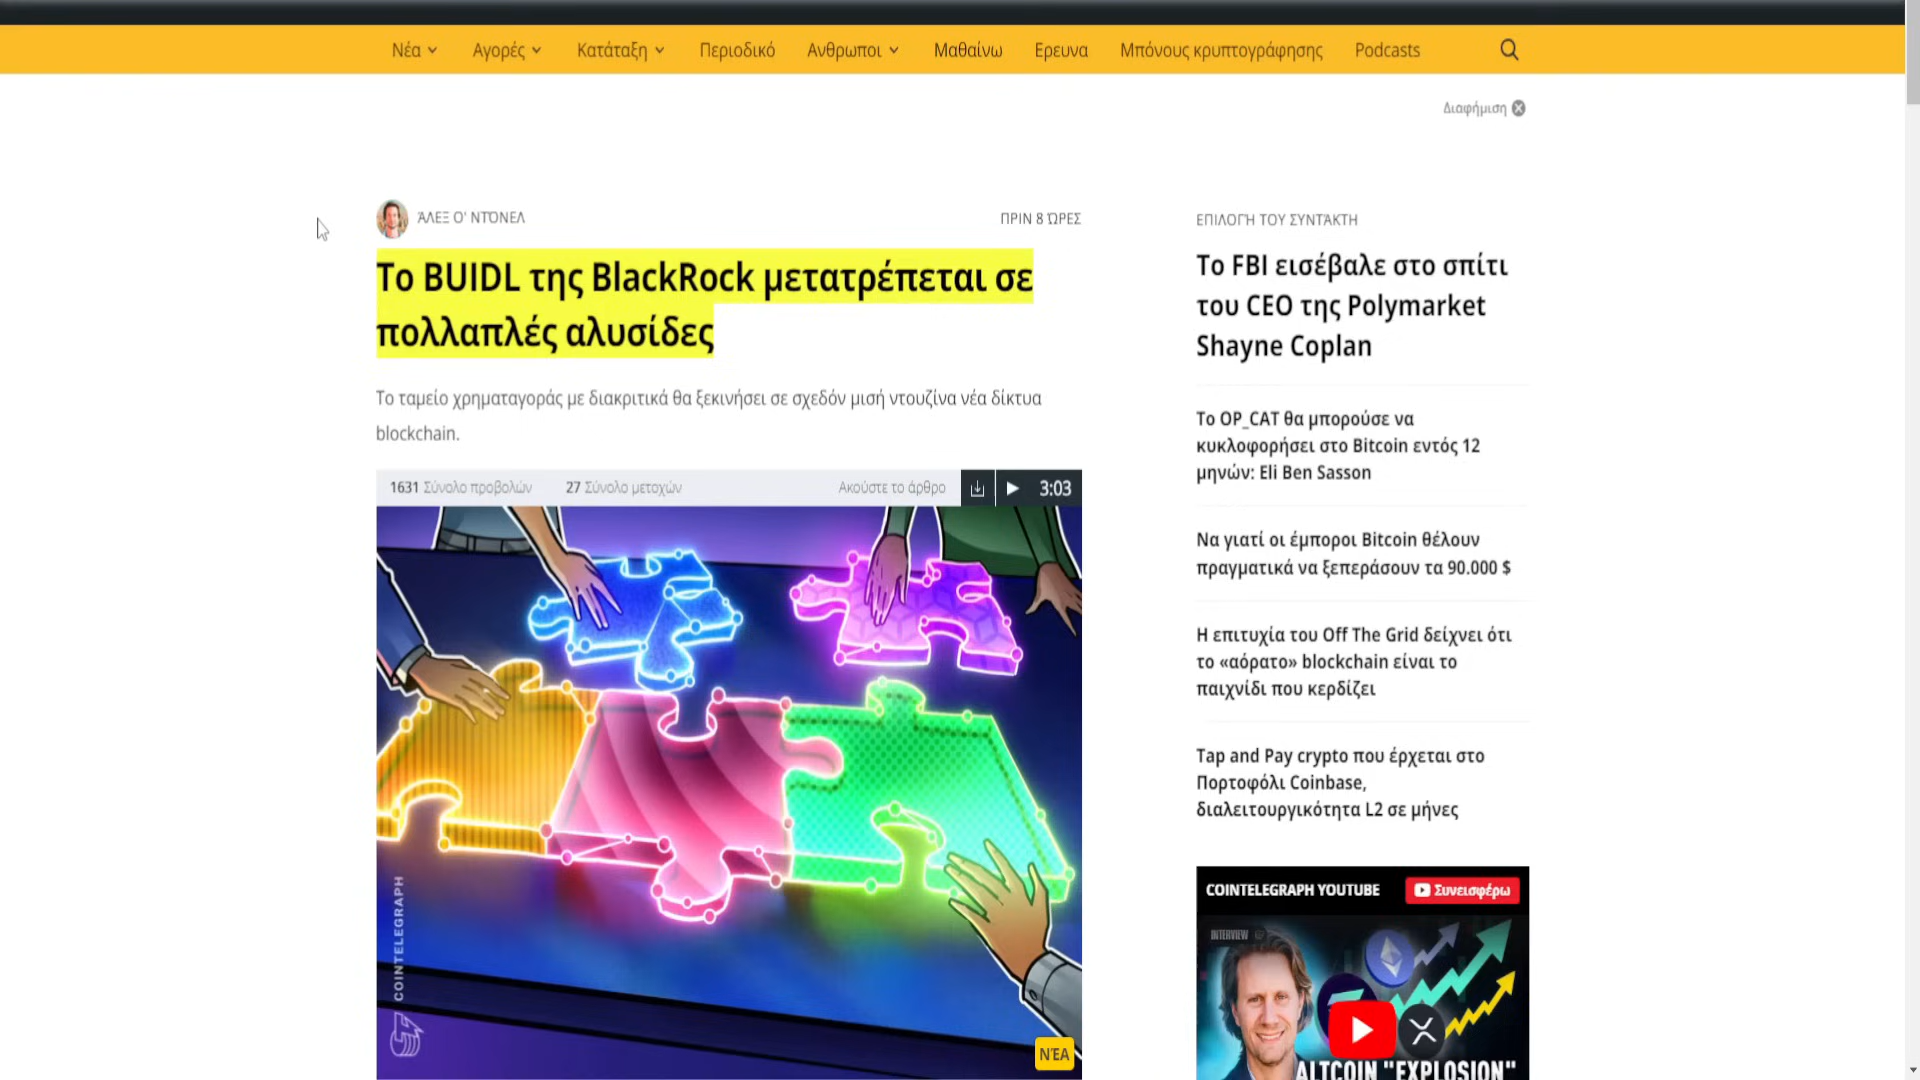 Νέα
Αγορές
Κατάταξη
Περιοδικό
Ανθρωποι
Μαθαίνω
Ερευνα
Μπόνους κρυπτογράφησης
Podcasts
Διαφήμιση
ΆΛΕΞ Ο' ΝΤΌΝΕΛ
ΠΡΙΝ 8 ΏΡΕΣ
Το BUIDL της BlackRock μετατρέπεται σε
πολλαπλές αλυσίδες
Το ταμείο χρηματαγοράς με διακριτικά θα ξεκινήσει σε σχεδόν μισή ντουζίνα νέα δίκτυα
blockchain.
1631 Σύνολο προβολών
27 Σύνολο μετοχών
Ακούστε το άρθρο
3:03
COINTELEGRAPH
ΝΈΑ
ΕΠΙΛΟΓΉ ΤΟΥ ΣΥΝΤΆΚΤΗ
Το FBI εισέβαλε στο σπίτι
του CEO της Polymarket
Shayne Coplan
Το OP_CAT θα μπορούσε να
κυκλοφορήσει στο Bitcoin εντός 12
μηνών: Eli Ben Sasson
Να γιατί οι έμποροι Bitcoin θέλουν
πραγματικά να ξεπεράσουν τα 90.000 $
Η επιτυχία του Off The Grid δείχνει ότι
το «αόρατο» blockchain είναι το
παιχνίδι που κερδίζει
Tap and Pay crypto που έρχεται στο
Πορτοφόλι Coinbase,
διαλειτουργικότητα L2 σε μήνες
COINTELEGRAPH YOUTUBE
Συνεισφέρω
INTERVIEW
ALTCOIN "EXPLOSION"